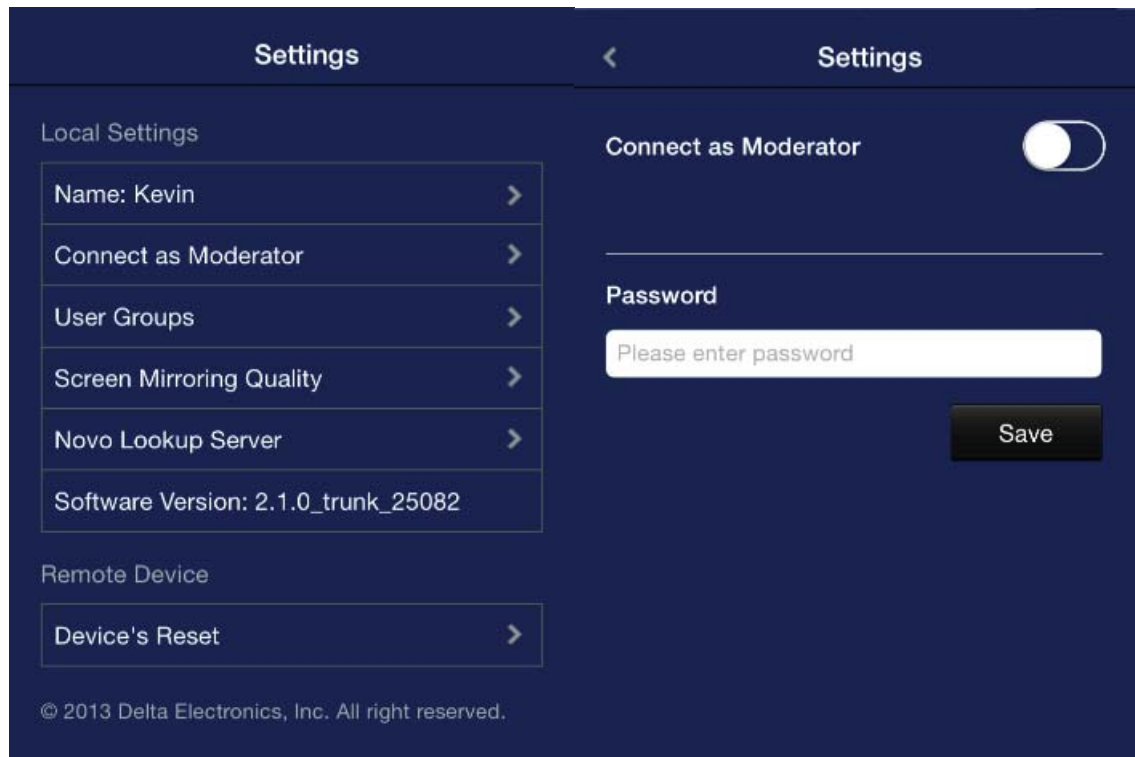 Settings
Local Settings
Name: Kevin
Connect as Moderator
User Groups
Screen Mirroring Quality
Novo Lookup Server
Software Version: 2.1.0_trunk_25082
Remote Device
Device's Reset
© 2013 Delta Electronics, Inc. All right reserved.
Settings
Connect as Moderator
Password
Please enter password
Save